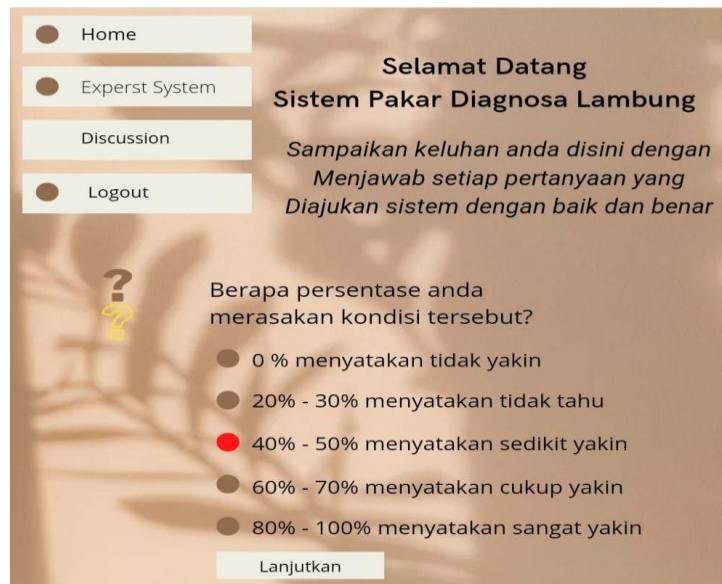 Home
Experst System
Discussion
Logout
Selamat Datang
Sistem Pakar Diagnosa Lambung
Sampaikan keluhan anda disini dengan
Menjawab setiap pertanyaan yang
Diajukan sistem dengan baik dan benar
?
?
Berapa persentase anda
merasakan kondisi tersebut?
0 % menyatakan tidak yakin
20% - 30% menyatakan tidak tahu
40% - 50% menyatakan sedikit yakin
60% - 70% menyatakan cukup yakin
80% - 100% menyatakan sangat yakin
Lanjutkan